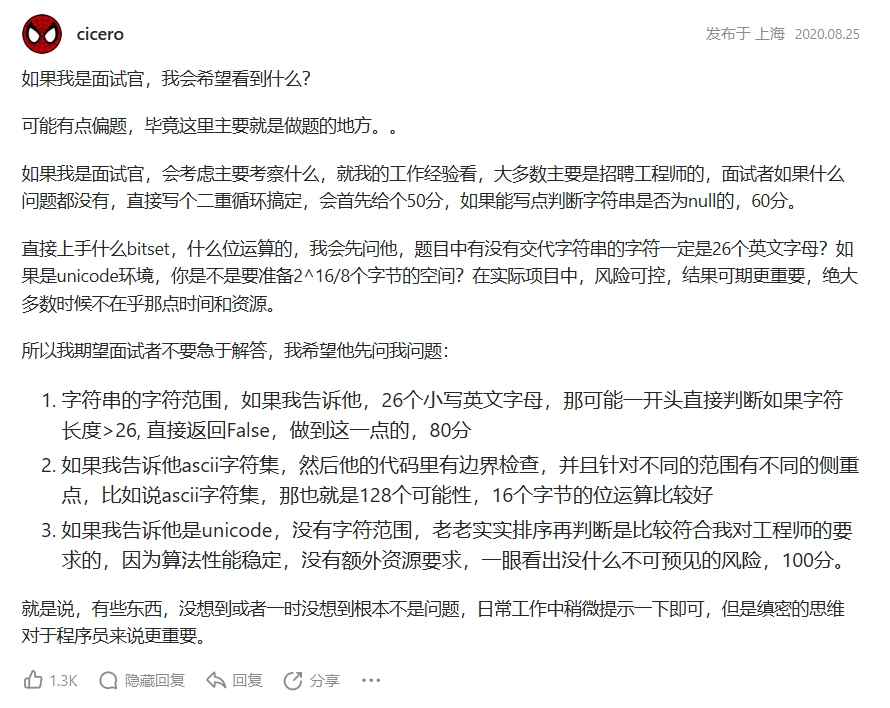 cicero
发布于 上海 2020.08.25
如果我是面试官，我会希望看到什么？
可能有点偏题，毕竟这里主要就是做题的地方。。
如果我是面试官，会考虑主要考察什么，就我的工作经验看，大多数主要是招聘工程师的，面试者如果什么
问题都没有，直接写个二重循环搞定，会首先给个50分，如果能写点判断字符串是否为null的，60分。
直接上手什么bitset，什么位运算的，我会先问他，题目中有没有交代字符串的字符一定是26个英文字母？如
果是unicode环境，你是不是要准备2^16/8个字节的空间？在实际项目中，风险可控，结果可期更重要，绝大
多数时候不在乎那点时间和资源。
所以我期望面试者不要急于解答，我希望他先问我问题：
1. 字符串的字符范围，如果我告诉他，26个小写英文字母，那可能一开头直接判断如果字符
长度>26, 直接返回False，做到这一点的，80分
2. 如果我告诉他ascii字符集，然后他的代码里有边界检查，并且针对不同的范围有不同的侧重
点，比如说ascii字符集，那也就是128个可能性，16个字节的位运算比较好
3. 如果我告诉他是unicode，没有字符范围，老老实实排序再判断是比较符合我对工程师的要
求的，因为算法性能稳定，没有额外资源要求，一眼看出没什么不可预见的风险，100分。
就是说，有些东西，没想到或者一时没想到根本不是问题，日常工作中稍微提示一下即可，但是缜密的思维
对于程序员来说更重要。
1.3K 隐藏回复 回复 分享